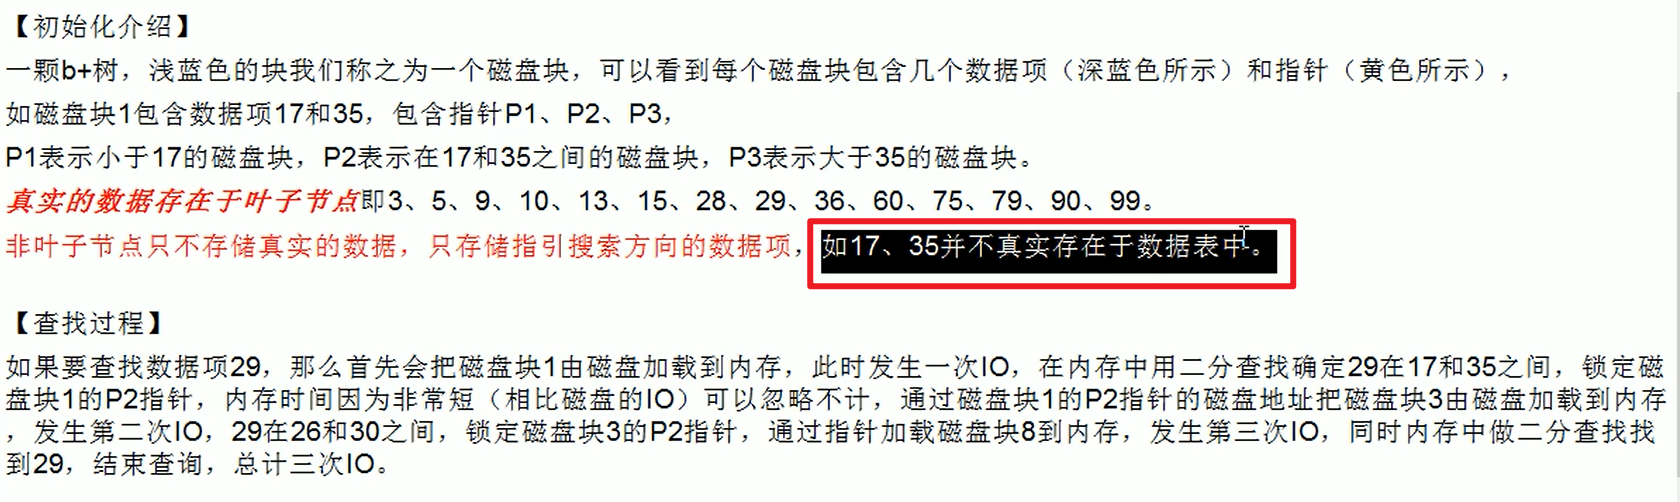 【初始化介绍】
一颗b+树，浅蓝色的块我们称之为一个磁盘块，可以看到每个磁盘块包含几个数据项（深蓝色所示）和指针（黄色所示），
如磁盘块1包含数据项17和35，包含指针P1、P2、P3，
P1表示小于17的磁盘块，P2表示在17和35之间的磁盘块，P3表示大于35的磁盘块。
真实的数据存在于叶子节点即3、5、9、10、13、15、28、29、36、60、75、79、90、99。
非叶子节点只不存储真实的数据，只存储指引搜索方向的数据项，如17、35并不真实存在于数据表中。
【查找过程】
如果要查找数据项29，那么首先会把磁盘块1由磁盘加载到内存，此时发生一次IO，在内存中用二分查找确定29在17和35之间，锁定磁
盘块1的P2指针，内存时间因为非常短（相比磁盘的IO）可以忽略不计，通过磁盘块1的P2指针的磁盘地址把磁盘块3由磁盘加载到内存
，发生第二次IO，29在26和30之间，锁定磁盘块3的P2指针，通过指针加载磁盘块8到内存，发生第三次IO，同时内存中做二分查找找
到29，结束查询，总计三次IO。